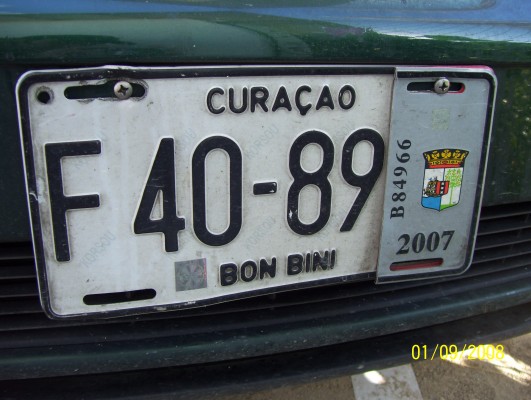 CURAÇAO
F 40-89
BON BINI
B84966
2007
01/09/2008